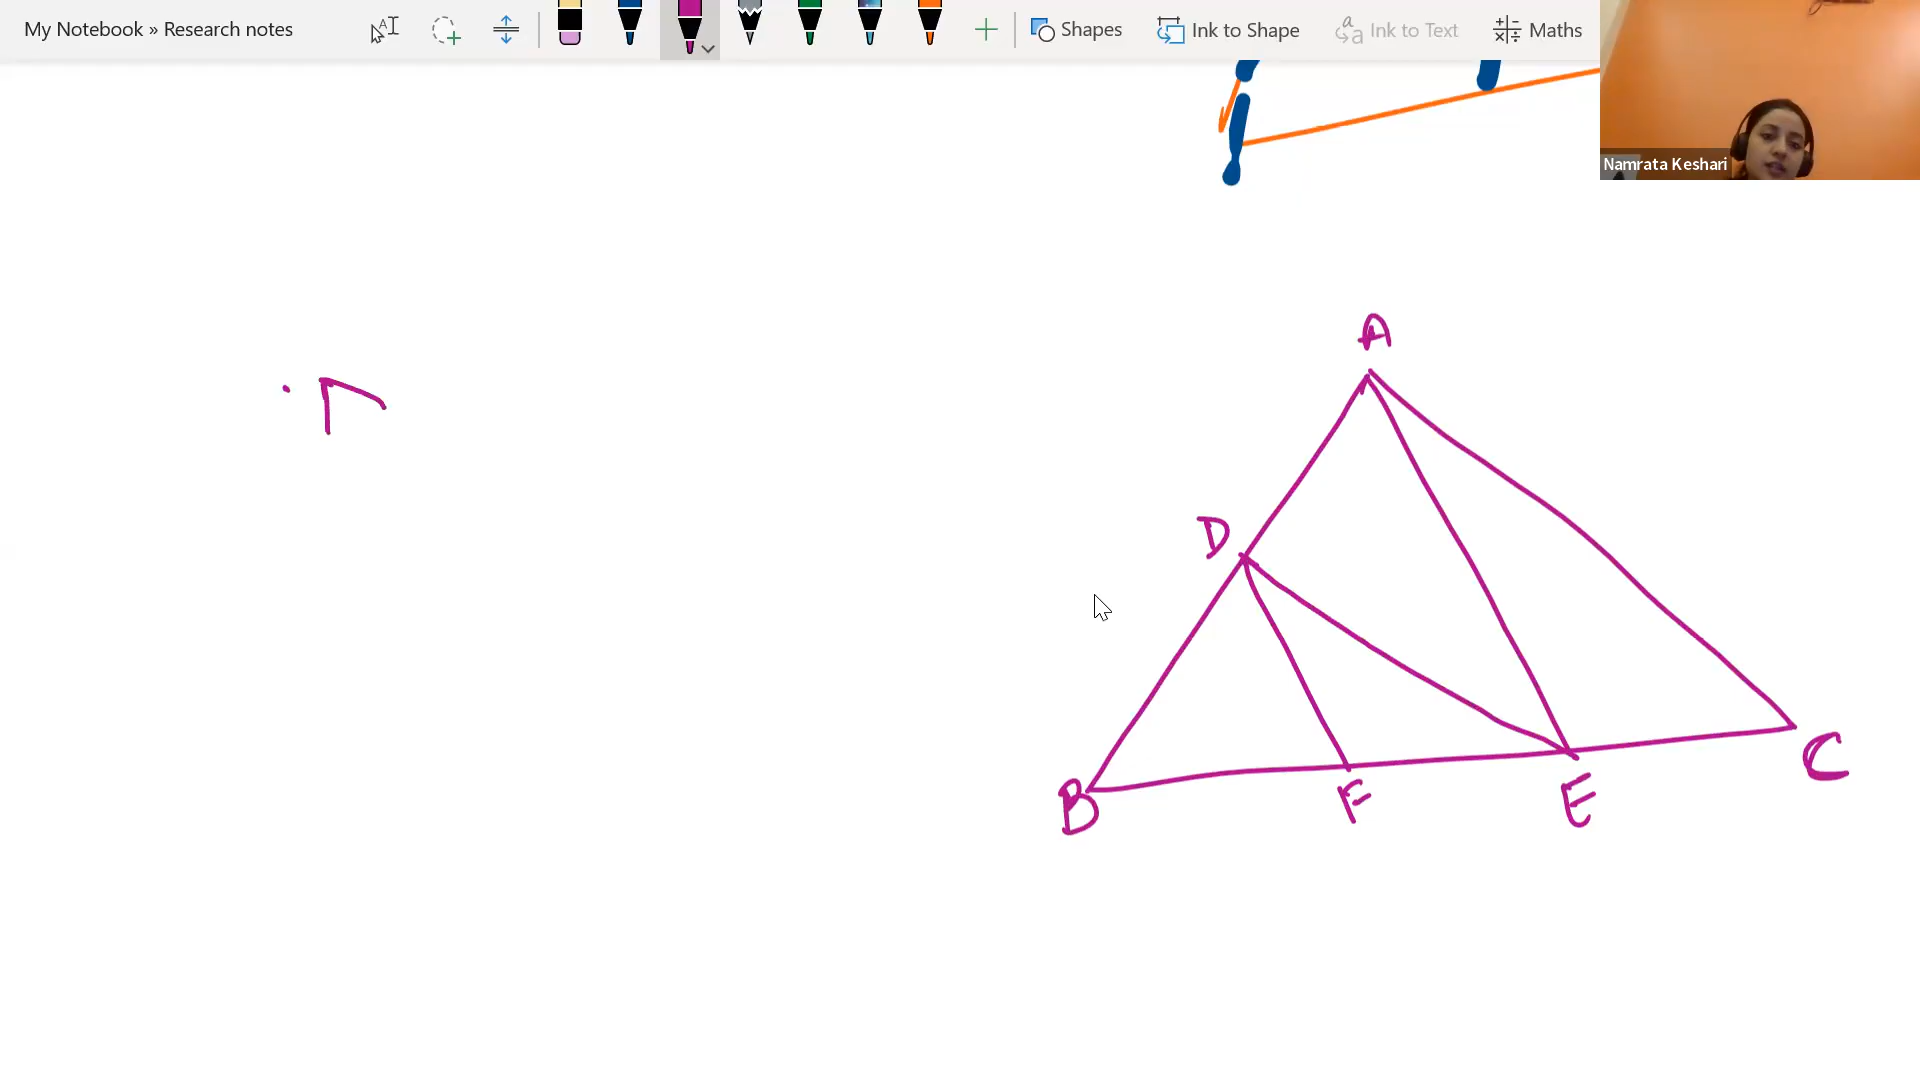 My Notebook » Research notes
Shapes
Ink to Shape
Ink to Text
Maths
Namrata Keshari
A
D
B
F
E
C